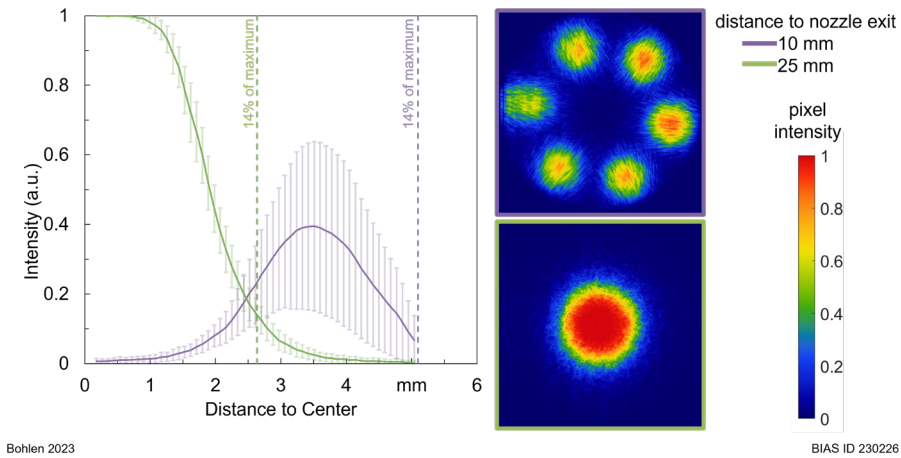 1
0.8
0.6
0.4
0.2
0
Intensity (a.u.)
14% of maximum
14% of maximum
0 1 2 3 4 mm 6
Distance to Center
distance to nozzle exit
10 mm
25 mm
pixel
intensity
1
0.8
0.6
0.4
0.2
0
Bohlen 2023
BIAS ID 230226